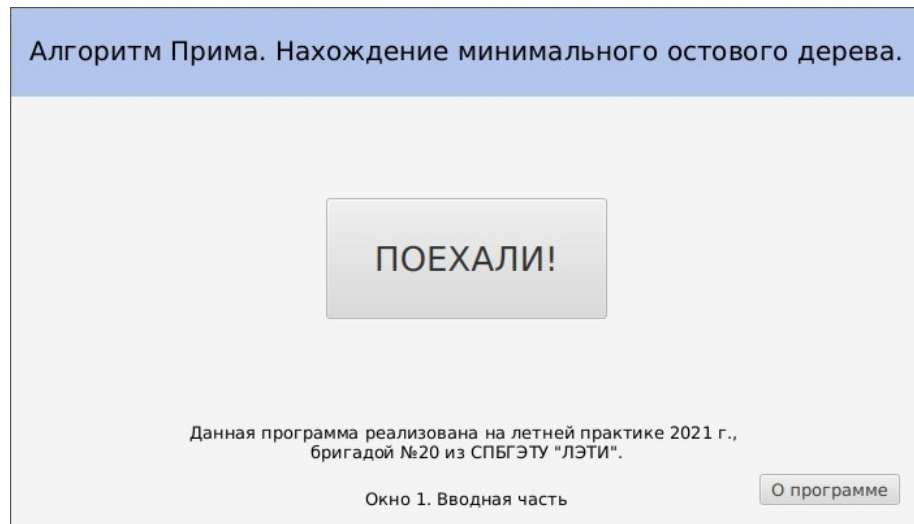 Алгоритм Прима. Нахождение минимального остового дерева.
ПОЕХАЛИ!
Данная программа реализована на летней практике 2021 г.,
бригадой №20 из СПБГЭТУ "ЛЭТИ".
О программе
Окно 1. Вводная часть